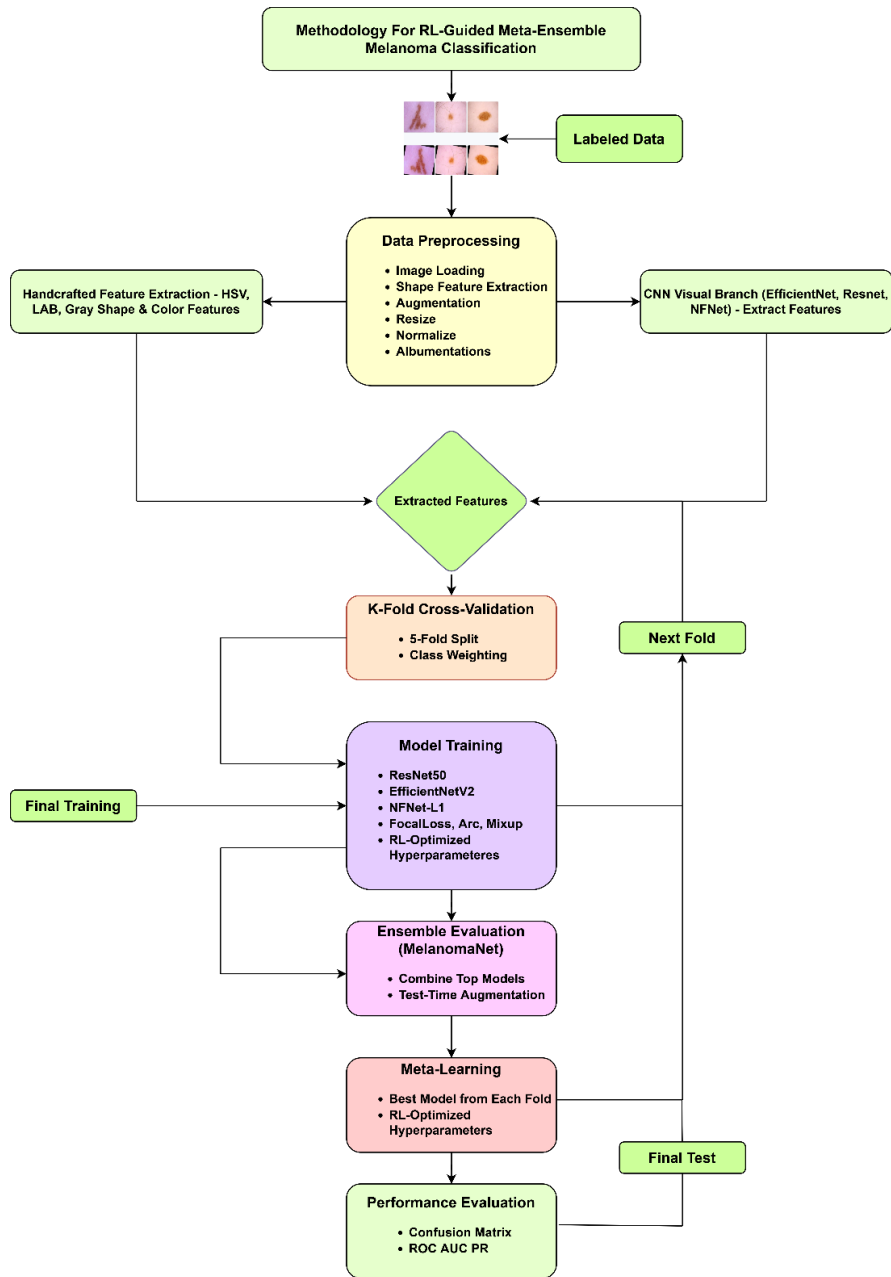 Methodology For RL-Guided Meta-Ensemble
Melanoma Classification
Labeled Data
Data Preprocessing
• Image Loading
• Shape Feature Extraction
• Augmentation
• Resize
• Normalize
• Albumentations
Handcrafted Feature Extraction - HSV,
LAB, Gray Shape & Color Features
CNN Visual Branch (EfficientNet, Resnet,
NFNet) - Extract Features
Extracted Features
K-Fold Cross-Validation
• 5-Fold Split
• Class Weighting
Next Fold
Model Training
• ResNet50
• EfficientNetV2
• NFNet-L1
• FocalLoss, Arc, Mixup
• RL-Optimized
Hyperparameteres
Final Training
Ensemble Evaluation
(MelanomaNet)
• Combine Top Models
• Test-Time Augmentation
Meta-Learning
• Best Model from Each Fold
• RL-Optimized
Hyperparameters
Final Test
Performance Evaluation
• Confusion Matrix
• ROC AUC PR